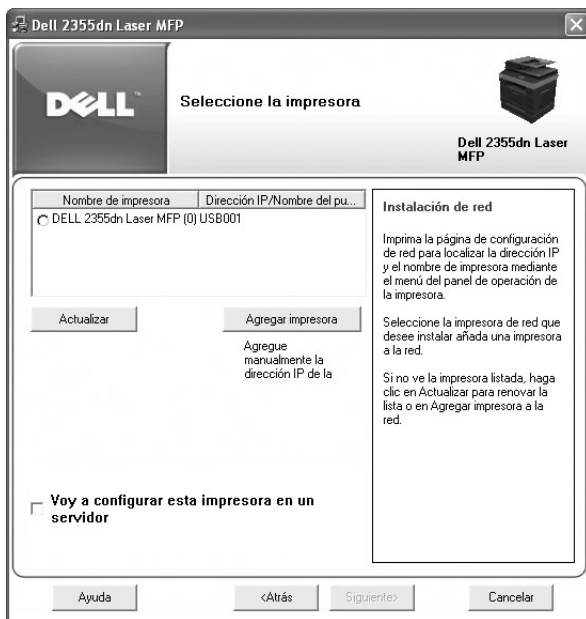 Dell 2355dn Laser MFP
DELL™
Seleccione la impresora
Dell 2355dn Laser
MFP
Nombre de impresora Dirección IP/Nombre del pu...
DELL 2355dn Laser MFP (0) USB001
Actualizar
Agregar impresora
Agregue
manualmente la
dirección IP de la
Voy a configurar esta impresora en un
servidor
Instalación de red
Imprima la página de configuración
de red para localizar la dirección IP
y el nombre de impresora mediante
el menú del panel de operación de
la impresora.
Seleccione la impresora de red que
desee instalar añada una impresora
a la red.
Si no ve la impresora listada, haga
clic en Actualizar para renovar la
lista o en Agregar impresora a la
red.
Ayuda
<Atrás
Siguiente>
Cancelar